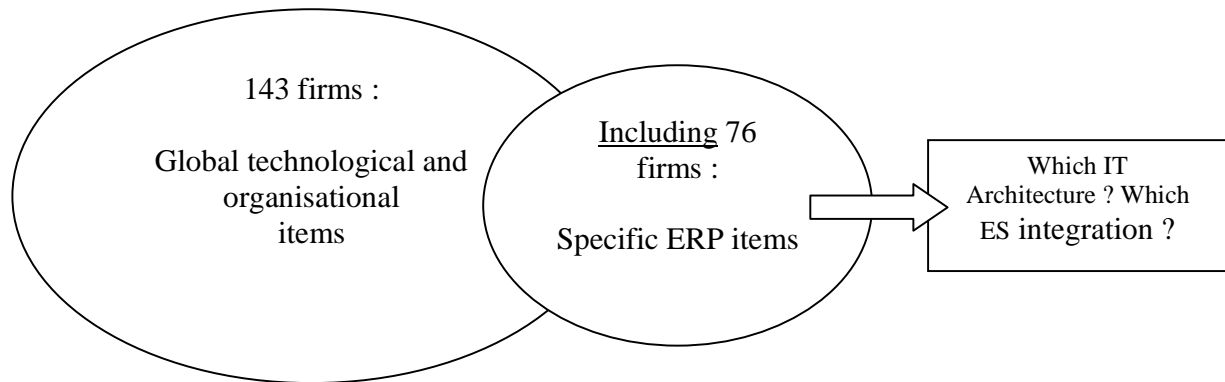 143 firms :
Global technological and
organisational
items
Including 76
firms :
Specific ERP items
Which IT
Architecture ? Which
ES integration ?